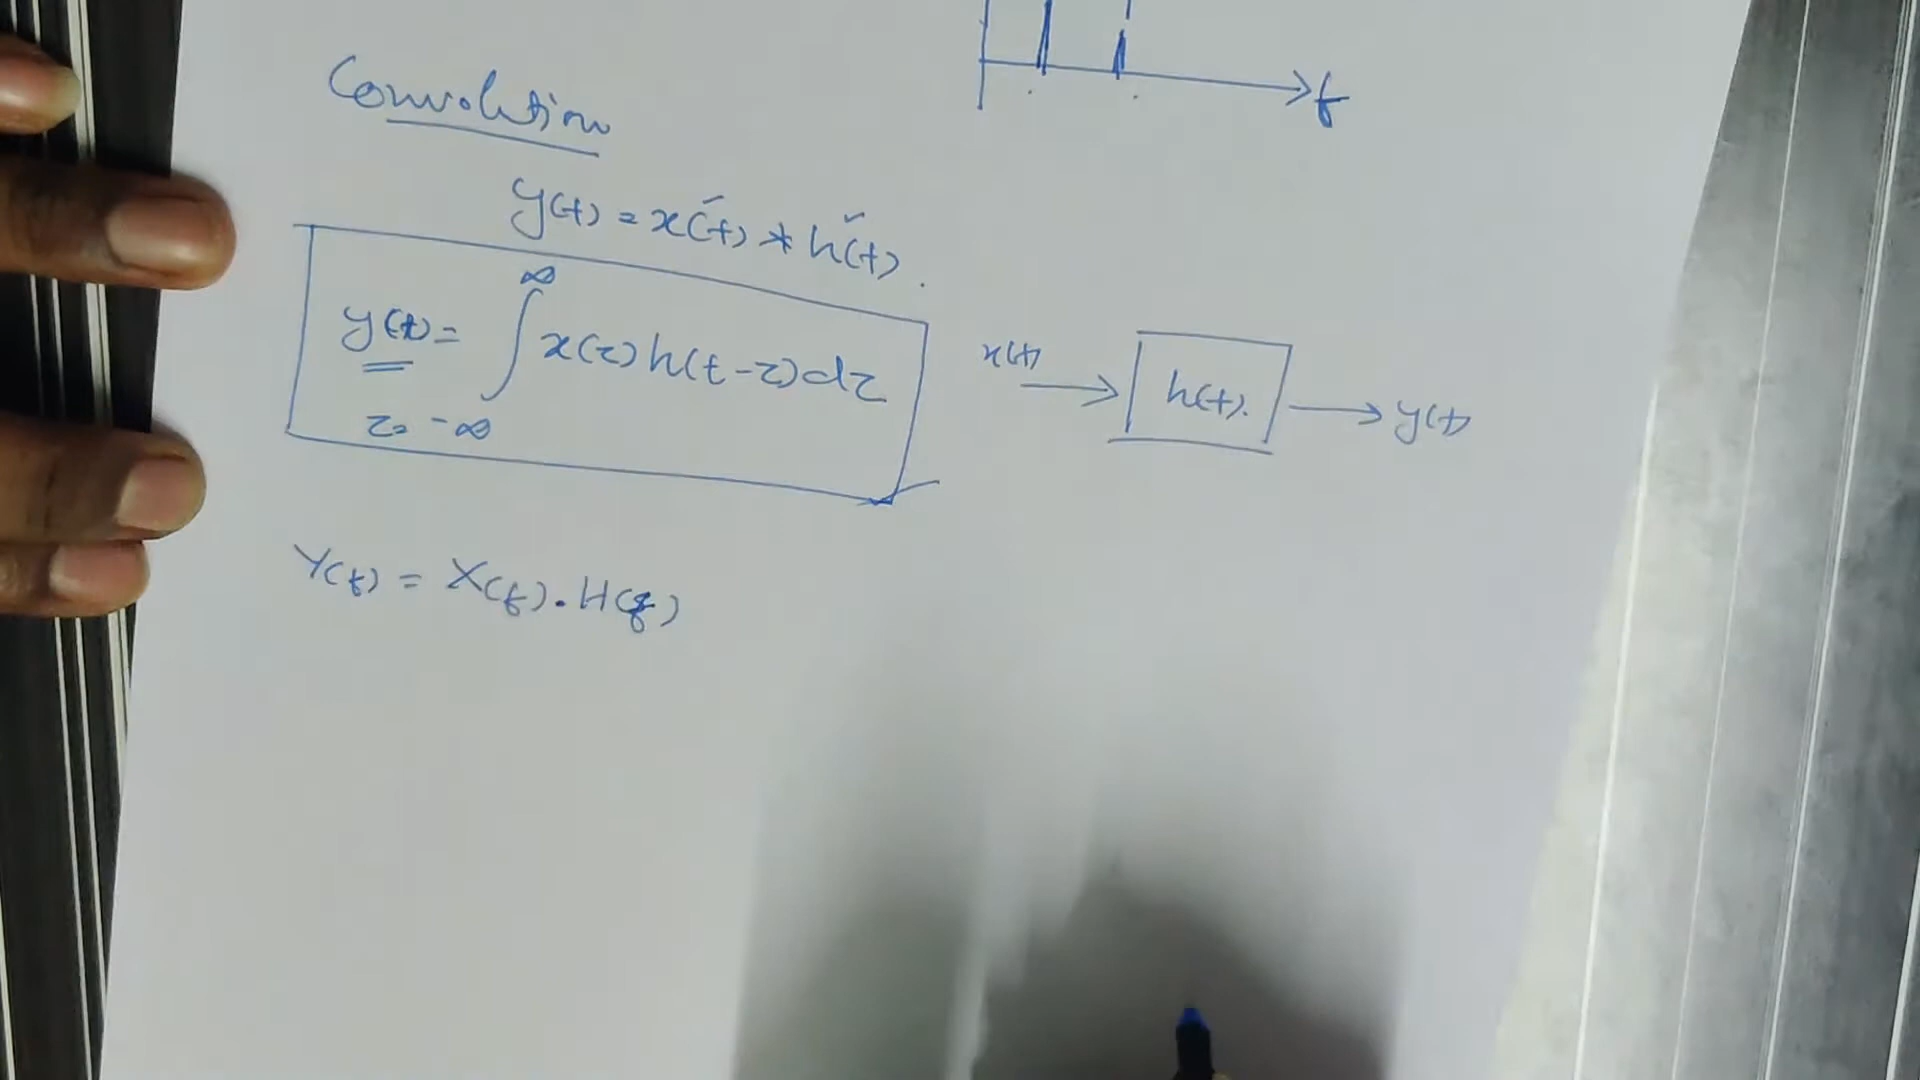 f
Convolution
y(t) = x(t) * h(t).
∞
y(t) = ∫ x(τ) h(t-τ) dτ
τ = -∞
x(t) → h(t). → y(t)
Y(f) = X(f) . H(f)